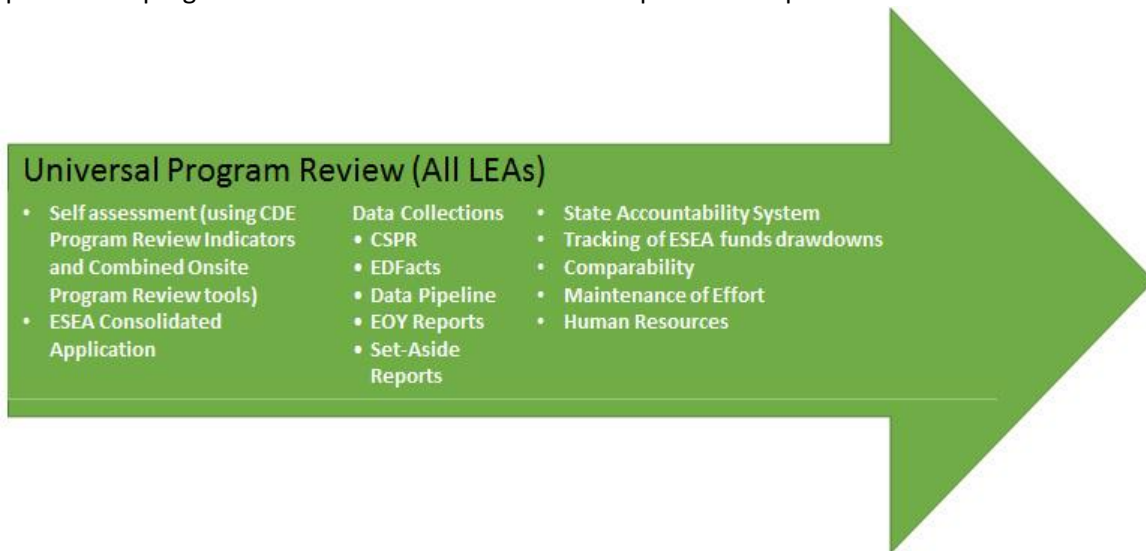 Universal Program Review (All LEAs)
• Self assessment (using CDE
Program Review Indicators
and Combined Onsite
Program Review tools)
• ESEA Consolidated
Application
Data Collections
• CSPR
• EDFacts
• Data Pipeline
• EOY Reports
• Set-Aside
Reports
• State Accountability System
• Tracking of ESEA funds drawdowns
• Comparability
• Maintenance of Effort
• Human Resources